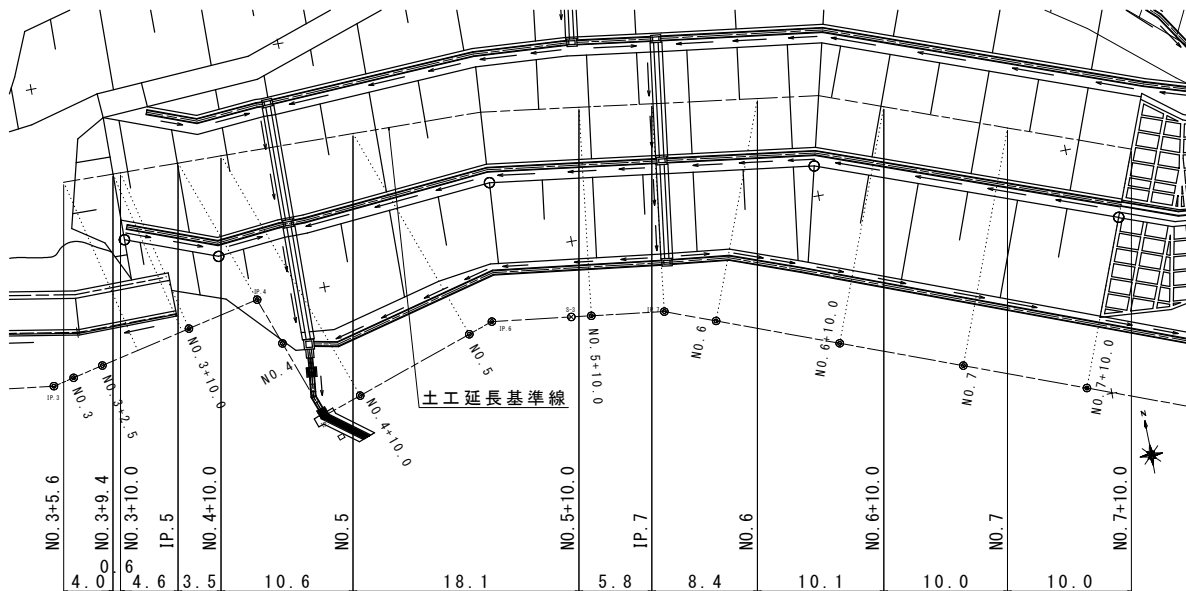 IP.3
NO.3
NO.3+2.5
NO.3+10.0
IP.4
NO.4
NO.4+10.0
NO.5
IP.6
NO.5+10.0
NO.6
NO.6+10.0
NO.7
NO.7+10.0
土工延長基準線
N
NO.3+5.6
NO.3+9.4
NO.3+10.0
IP.5
NO.4+10.0
NO.5
NO.5+10.0
IP.7
NO.6
NO.6+10.0
NO.7
NO.7+10.0
4.0
0.6
4.6
3.5
10.6
18.1
5.8
8.4
10.1
10.0
10.0